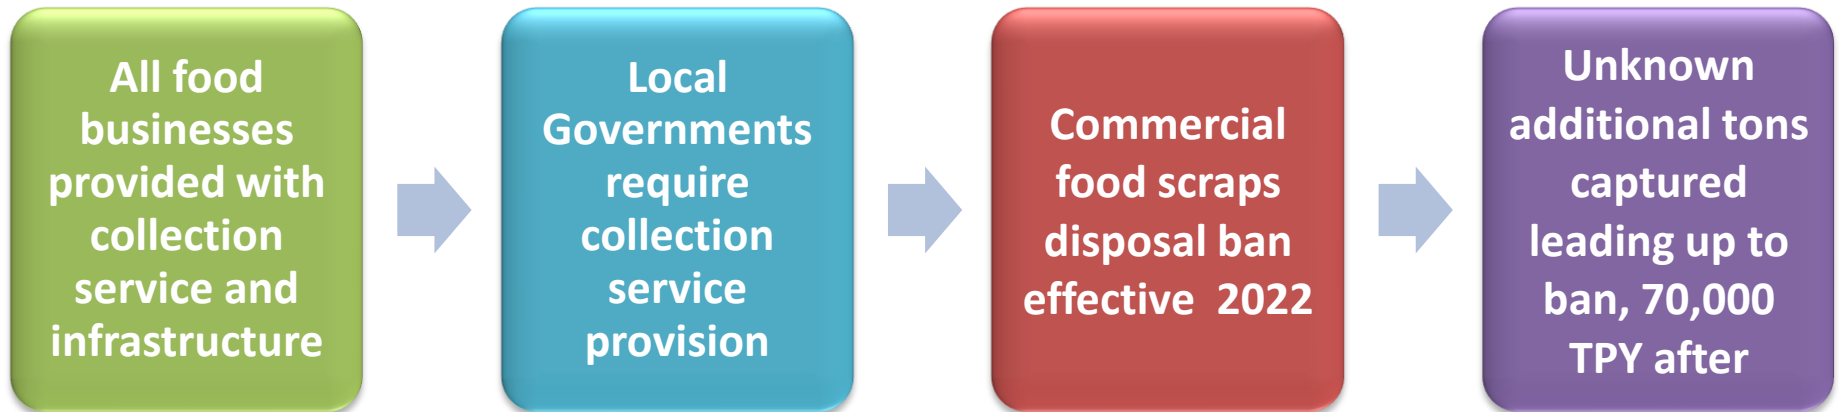 All food
businesses
provided with
collection
service and
infrastructure
Local
Governments
require
collection
service
provision
Commercial
food scraps
disposal ban
effective 2022
Unknown
additional tons
captured
leading up to
ban, 70,000
TPY after